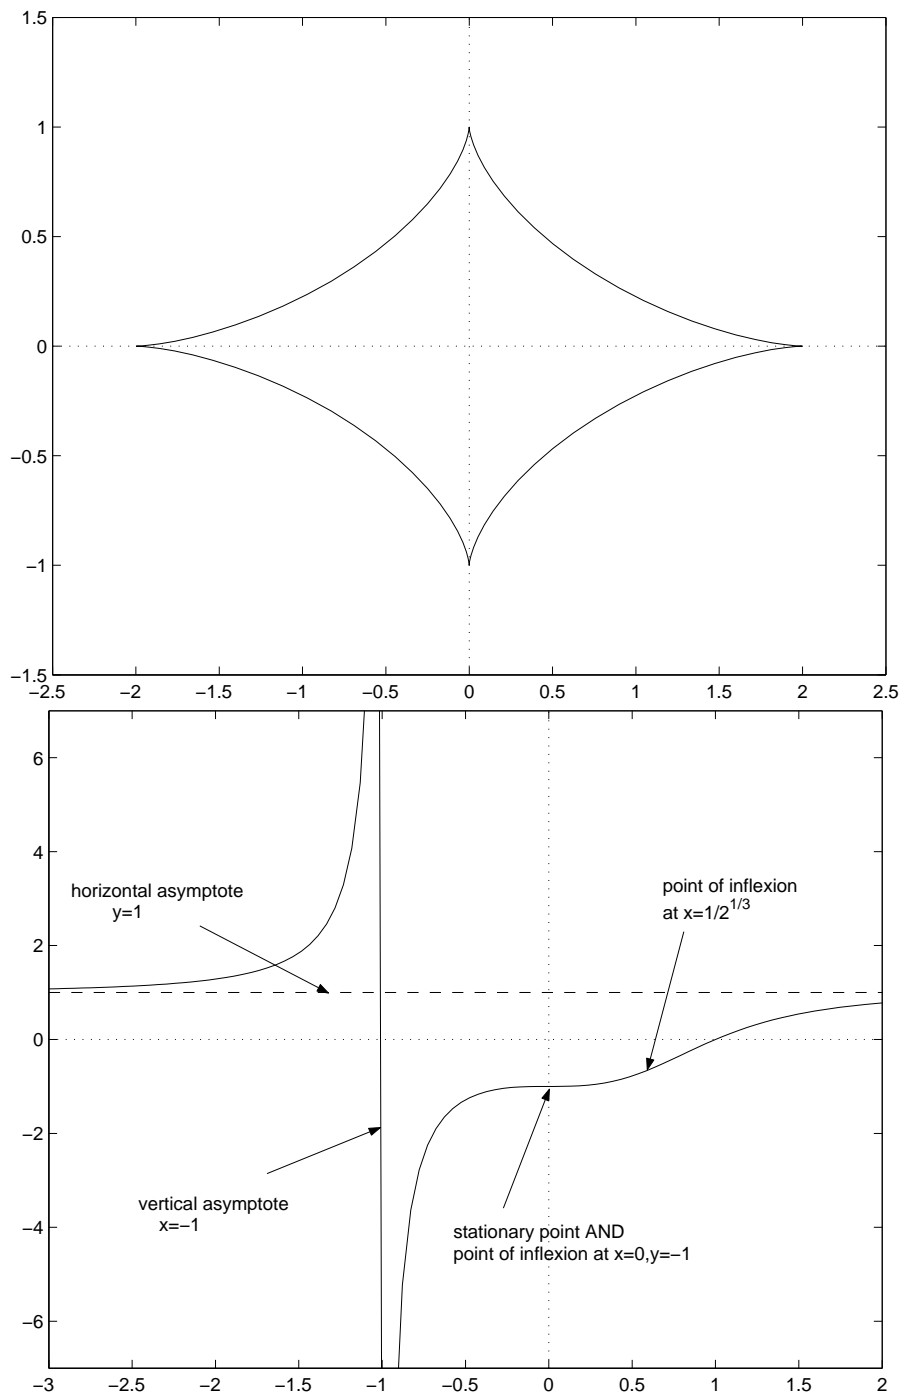 1.5
1
0.5
0
−0.5
−1
−1.5
−2.5 −2 −1.5 −1 −0.5 0 0.5 1 1.5 2 2.5
6
4
horizontal asymptote
y=1
point of inflexion
at x=1/2^1/3
2
0
−2
vertical asymptote
x=−1
−4
stationary point AND
point of inflexion at x=0,y=−1
−6
−3 −2.5 −2 −1.5 −1 −0.5 0 0.5 1 1.5 2